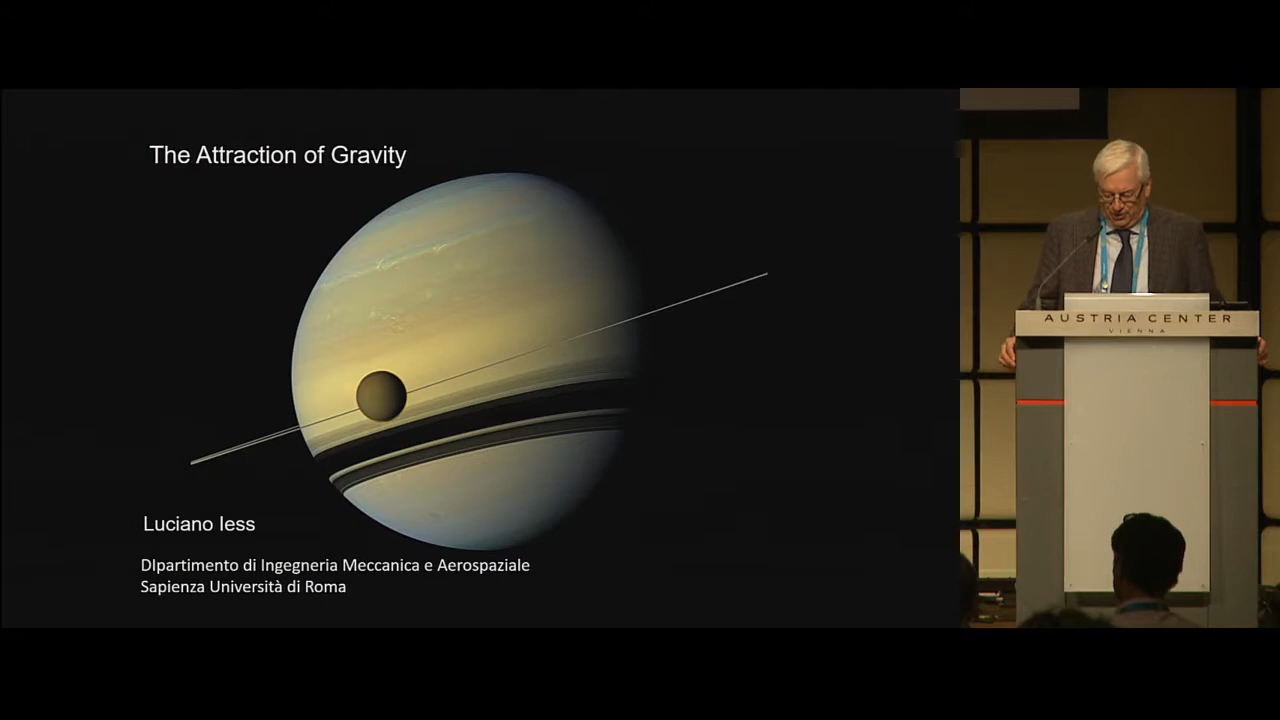 The Attraction of Gravity
Luciano Iess
DIpartimento di Ingegneria Meccanica e Aerospaziale
Sapienza Università di Roma
AUSTRIA CENTER
VIENNA